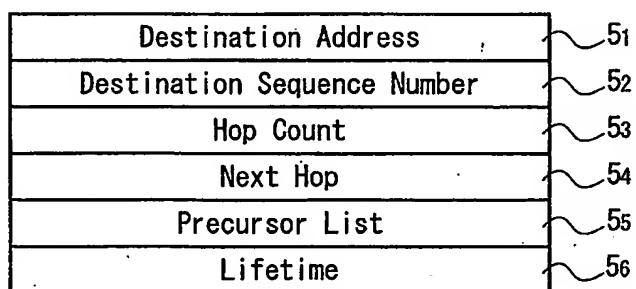 Destination Address 51
Destination Sequence Number 52
Hop Count 53
Next Hop 54
Precursor List 55
Lifetime 56